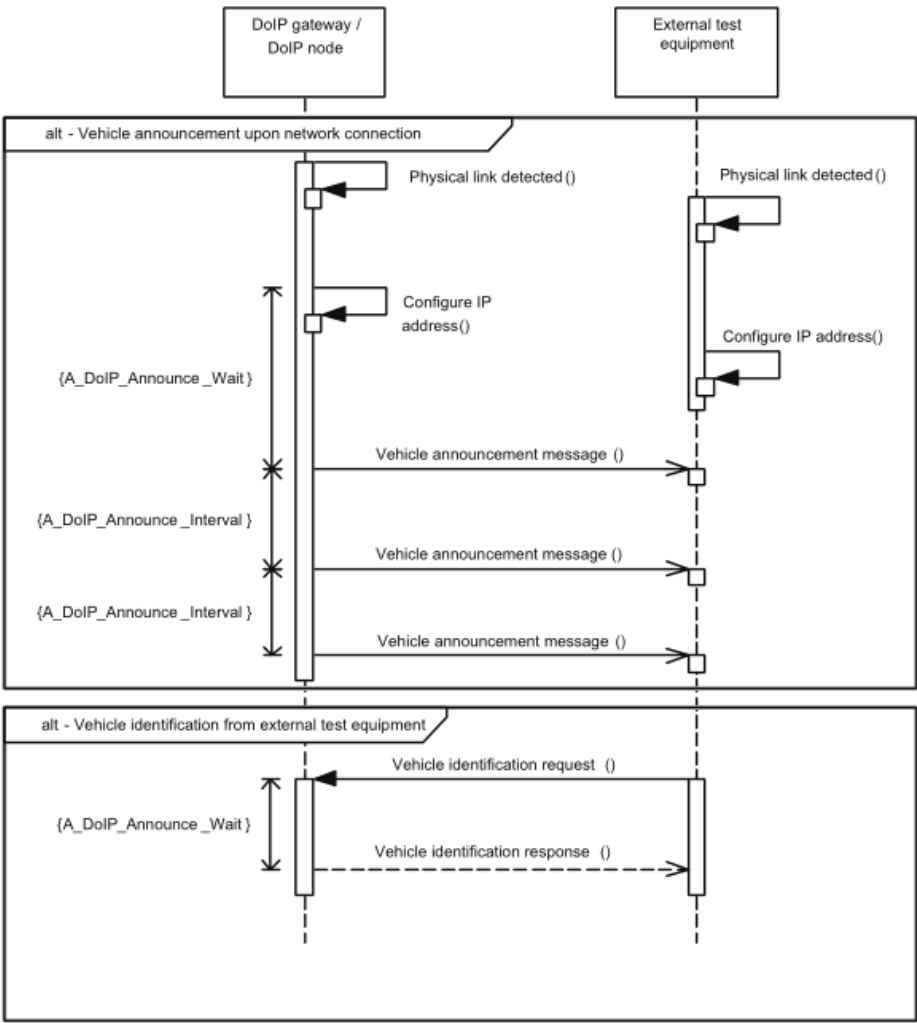 DoIP gateway /
DoIP node
External test
equipment
alt - Vehicle announcement upon network connection
Physical link detected ()
Physical link detected ()
Configure IP
address()
Configure IP address()
{A_DoIP_Announce _Wait }
Vehicle announcement message ()
{A_DoIP_Announce _Interval }
Vehicle announcement message ()
{A_DoIP_Announce _Interval }
Vehicle announcement message ()
alt - Vehicle identification from external test equipment
Vehicle identification request ()
{A_DoIP_Announce _Wait }
Vehicle identification response ()